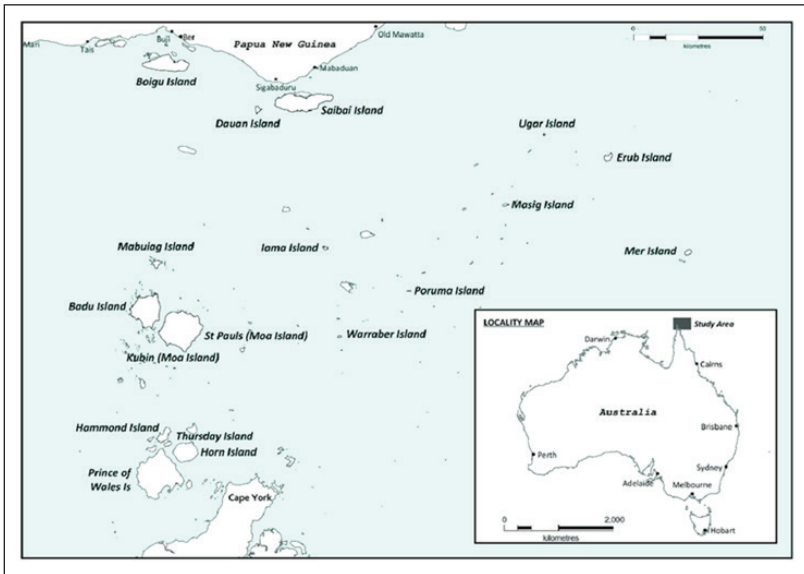 Buji
Ber
Mari
Tais
Papua New Guinea
Old Mawatta
0
50
kilometres
Boigu Island
Mabaduan
Sigabaduru
Saibai Island
Dauan Island
Ugar Island
Erub Island
Masig Island
Mabuiag Island
Iama Island
Mer Island
Poruma Island
Badu Island
St Pauls (Moa Island)
Warraber Island
Kubin (Moa Island)
Hammond Island
Thursday Island
Horn Island
Prince of
Wales Is
Cape York
LOCALITY MAP
Study Area
Darwin
Cairns
Australia
Brisbane
Perth
Sydney
Adelaide
Melbourne
Hobart
0
2,000
kilometres